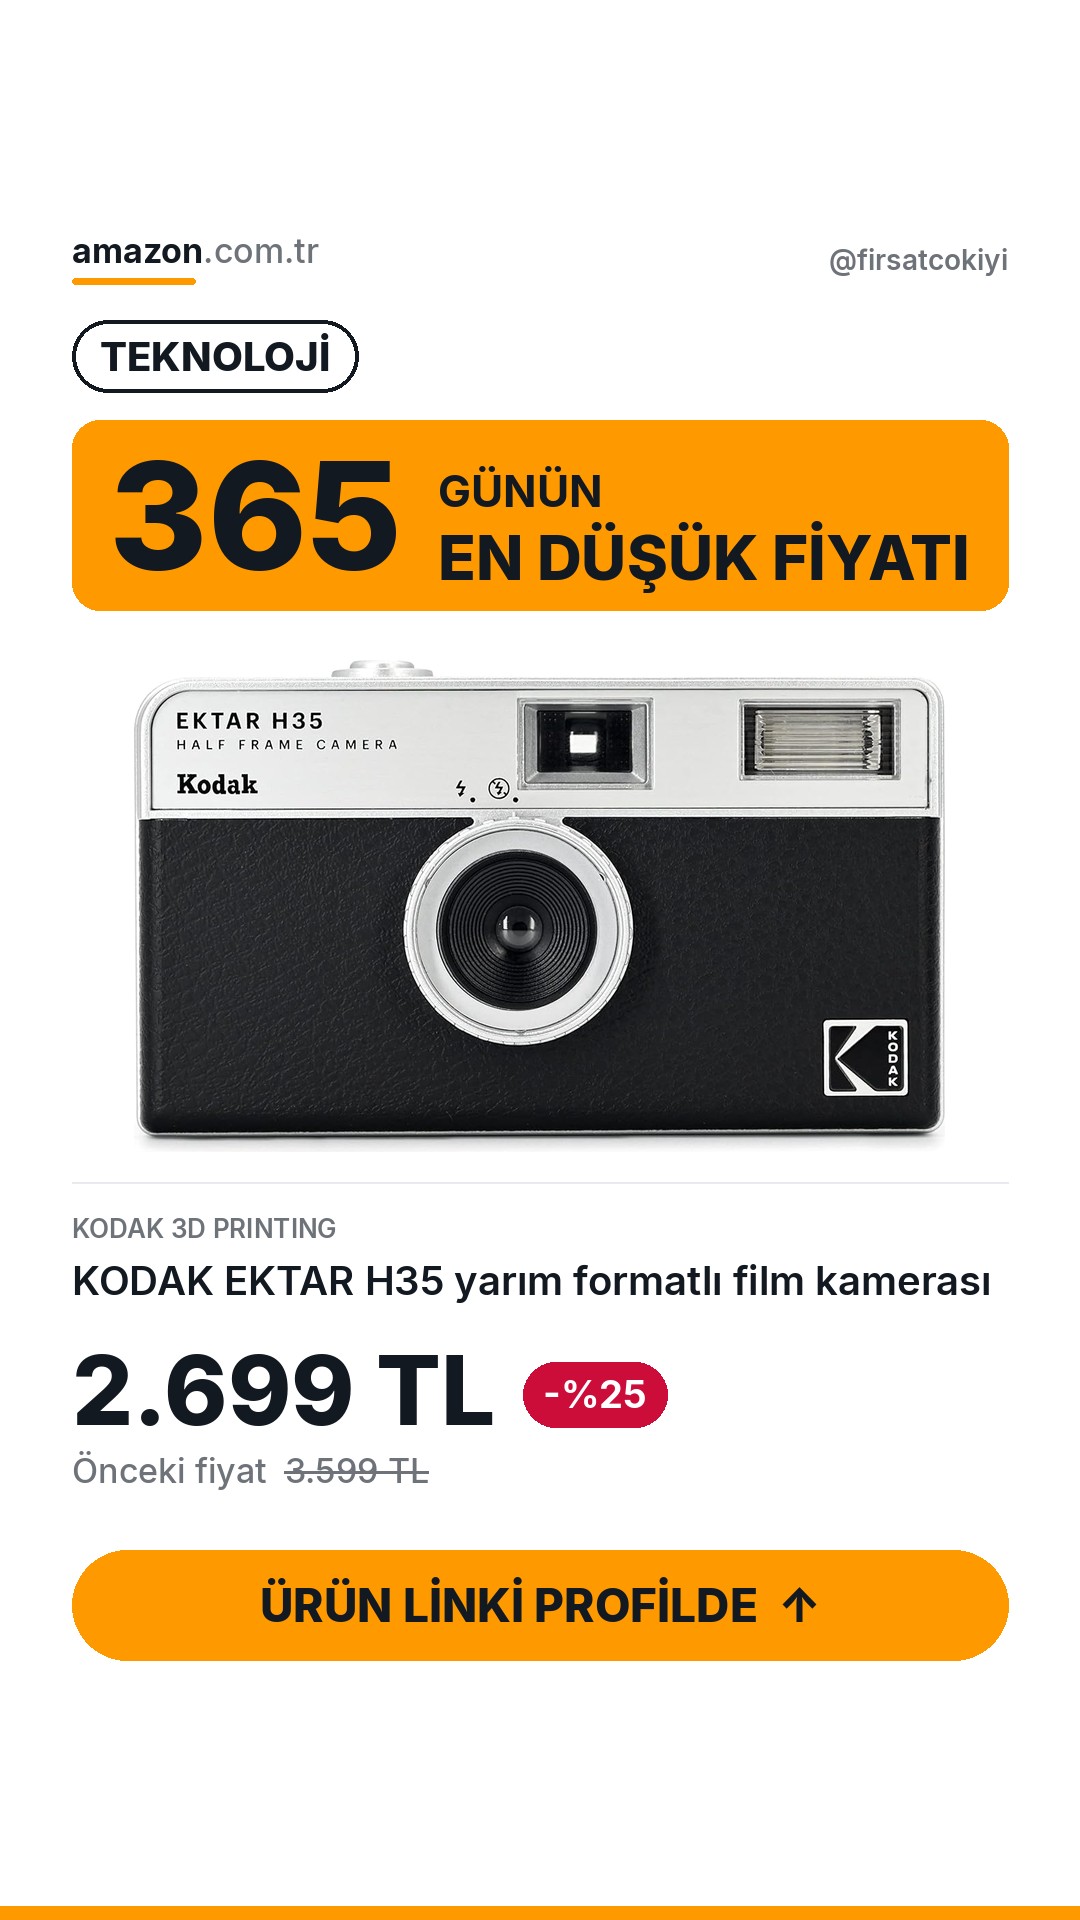 amazon.com.tr
@firsatcokiyi
TEKNOLOJİ
365
GÜNÜN
EN DÜŞÜK FİYATI
EKTAR H35
HALF FRAME CAMERA
Kodak
KODAK
KODAK 3D PRINTING
KODAK EKTAR H35 yarım formatlı film kamerası
2.699 TL
-%25
Önceki fiyat 3.599 TL
ÜRÜN LİNKİ PROFİLDE ↑